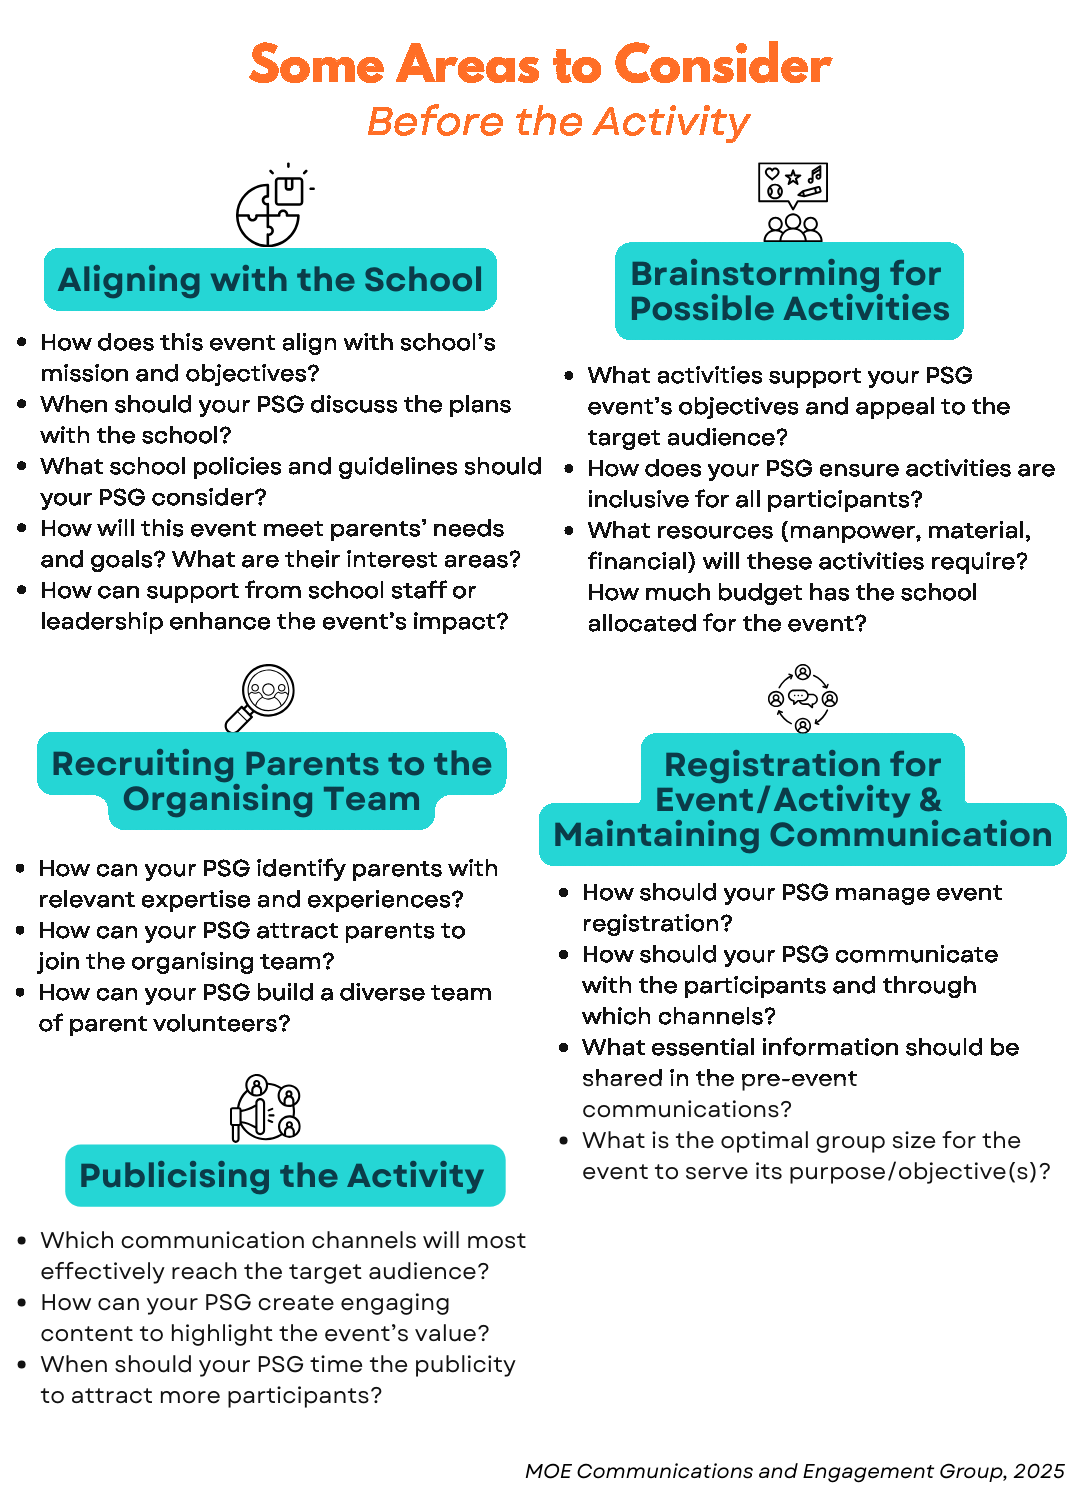 Some Areas to Consider
Before the Activity
Aligning with the School
• How does this event align with school's
mission and objectives?
• When should your PSG discuss the plans
with the school?
• What school policies and guidelines should
your PSG consider?
• How will this event meet parents' needs
and goals? What are their interest areas?
• How can support from school staff or
leadership enhance the event's impact?
Brainstorming for
Possible Activities
• What activities support your PSG
event's objectives and appeal to the
target audience?
• How does your PSG ensure activities are
inclusive for all participants?
• What resources (manpower, material,
financial) will these activities require?
How much budget has the school
allocated for the event?
Recruiting Parents to the
Organising Team
• How can your PSG identify parents with
relevant expertise and experiences?
• How can your PSG attract parents to
join the organising team?
• How can your PSG build a diverse team
of parent volunteers?
Registration for
Event/Activity &
Maintaining Communication
• How should your PSG manage event
registration?
• How should your PSG communicate
with the participants and through
which channels?
• What essential information should be
shared in the pre-event
communications?
• What is the optimal group size for the
event to serve its purpose/objective(s)?
Publicising the Activity
• Which communication channels will most
effectively reach the target audience?
• How can your PSG create engaging
content to highlight the event's value?
• When should your PSG time the publicity
to attract more participants?
MOE Communications and Engagement Group, 2025